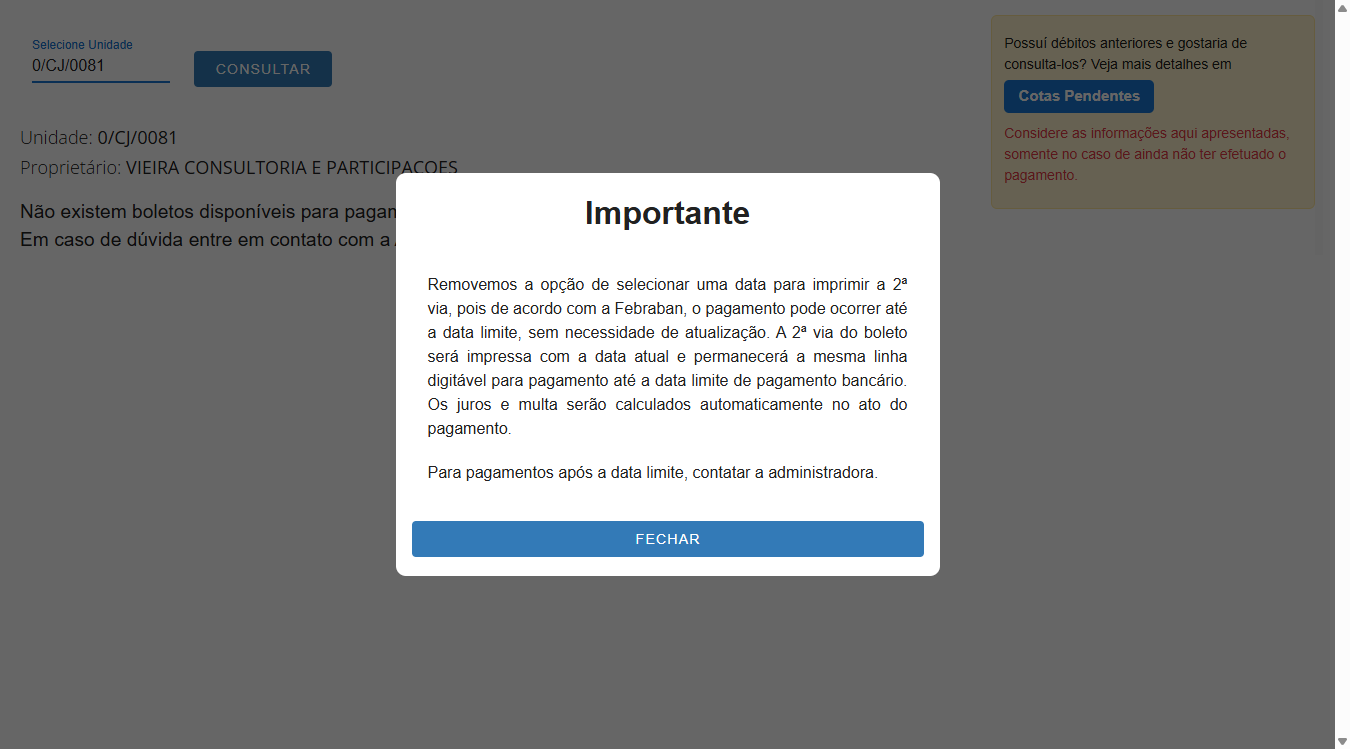 Selecione Unidade
0/CJ/0081
CONSULTAR
Unidade: 0/CJ/0081
Proprietário: VIEIRA CONSULTORIA E PARTICIPACOES
Não existem boletos disponíveis para
Em caso de dúvida entre em contato com a
Possuí débitos anteriores e gostaria de
consulta-los? Veja mais detalhes em
Cotas Pendentes
Considere as informações aqui apresentadas,
somente no caso de ainda não ter efetuado o
pagamento.
Importante
Removemos a opção de selecionar uma data para imprimir a 2ª
via, pois de acordo com a Febraban, o pagamento pode ocorrer até
a data limite, sem necessidade de atualização. A 2ª via do boleto
será impressa com a data atual e permanecerá a mesma linha
digitável para pagamento até a data limite de pagamento bancário.
Os juros e multa serão calculados automaticamente no ato do
pagamento.
Para pagamentos após a data limite, contatar a administradora.
FECHAR